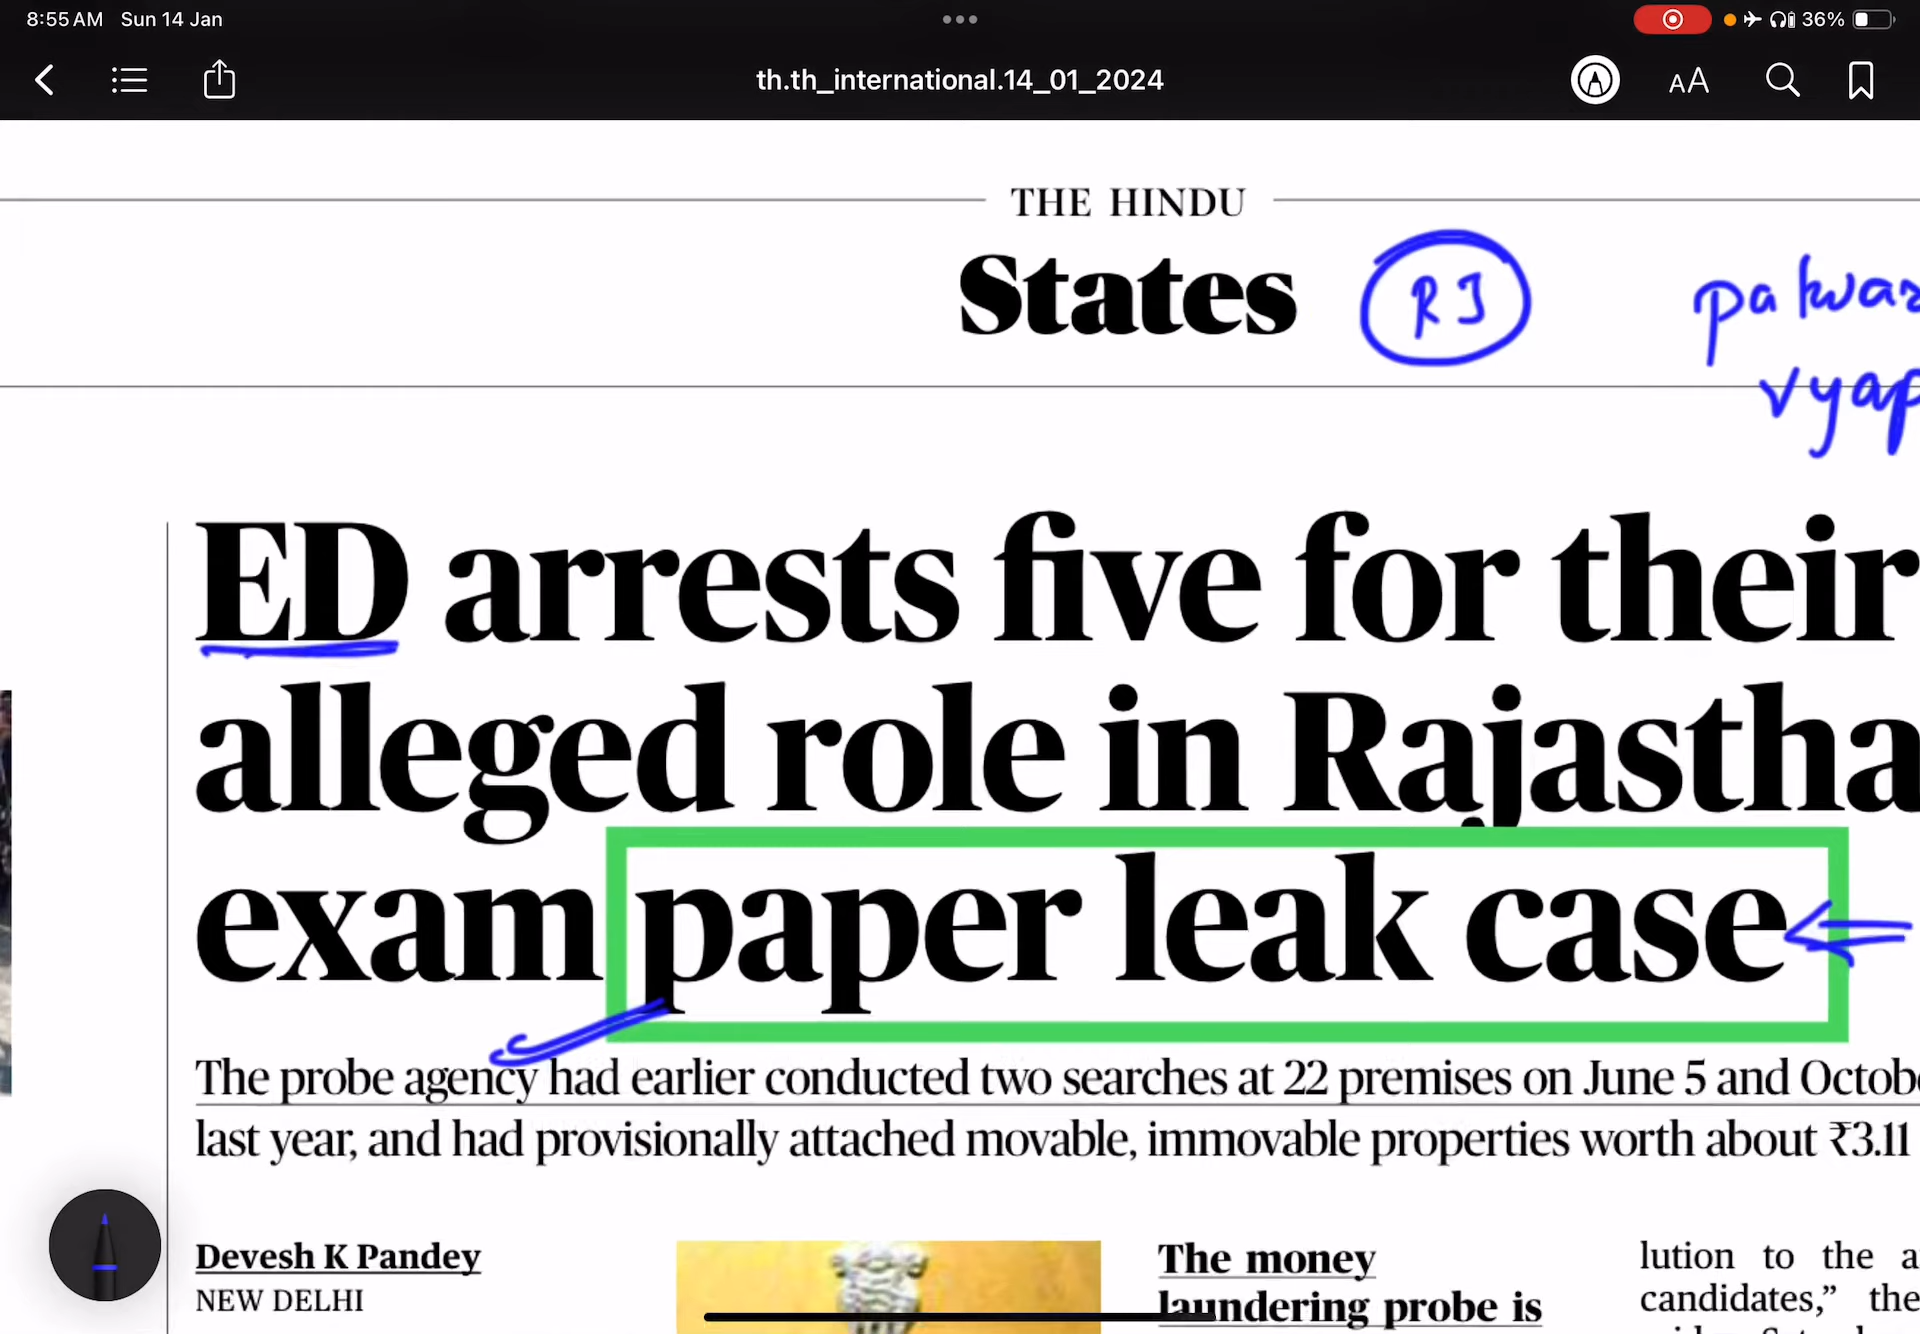 8:55 AM Sun 14 Jan
36%
th.th_international.14_01_2024
AA
THE HINDU
States
RJ
patwar
vyap
ED arrests five for their
alleged role in Rajastha
exam paper leak case
The probe agency had earlier conducted two searches at 22 premises on June 5 and Octob
last year, and had provisionally attached movable, immovable properties worth about ₹3.11
Devesh K Pandey
NEW DELHI
The money
laundering probe is
lution to the a
candidates,” the